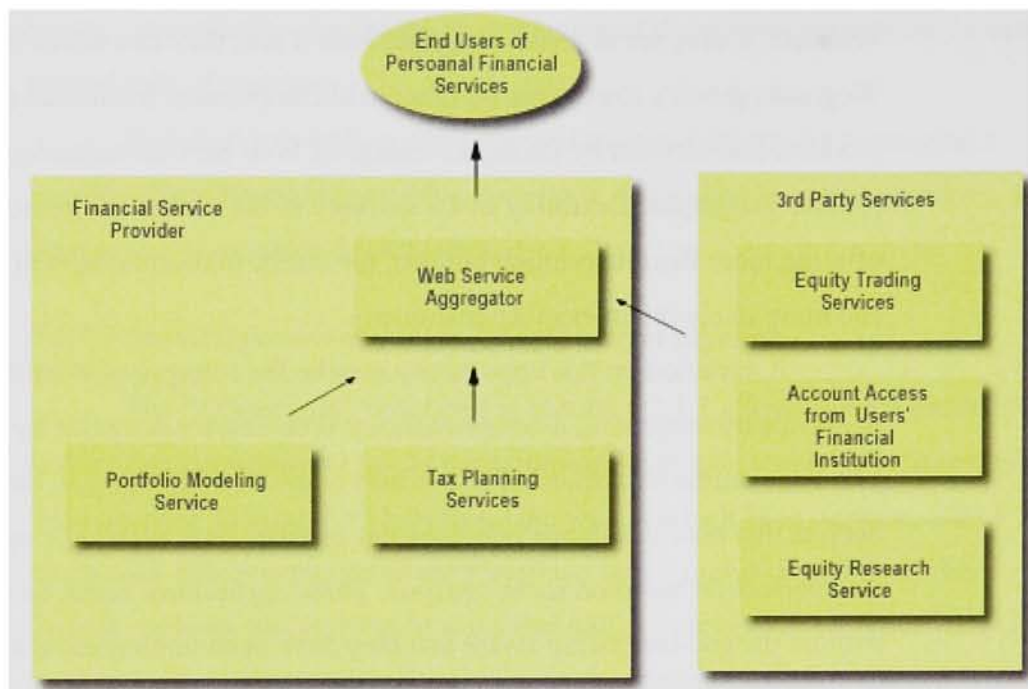 End Users of
Persoanal Financial
Services
Financial Service
Provider
Web Service
Aggregator
Portfolio Modeling
Service
Tax Planning
Services
3rd Party Services
Equity Trading
Services
Account Access
from Users'
Financial
Institution
Equity Research
Service